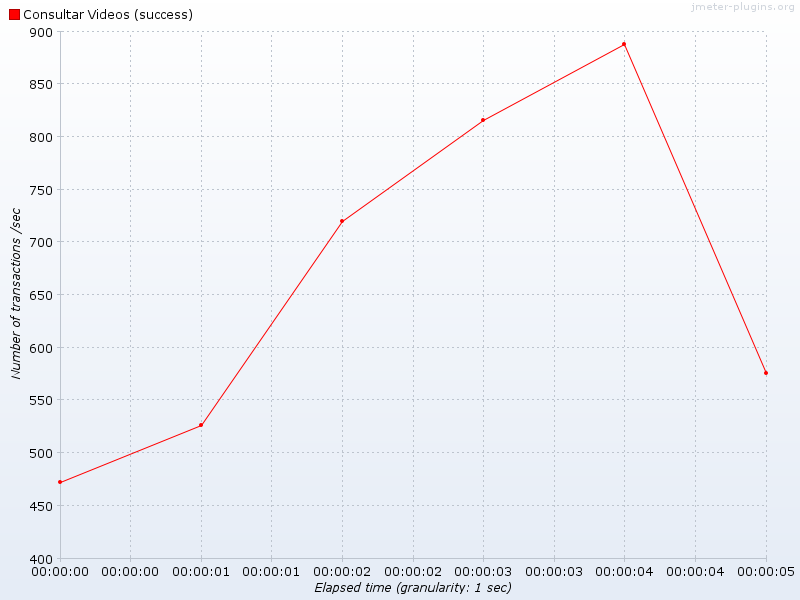 jmeter-plugins.org
Consultar Videos (success)
900
850
800
750
700
650
600
550
500
450
400
Number of transactions /sec
00:00:00 00:00:00 00:00:01 00:00:01 00:00:02 00:00:02 00:00:03 00:00:03 00:00:04 00:00:04 00:00:05
Elapsed time (granularity: 1 sec)